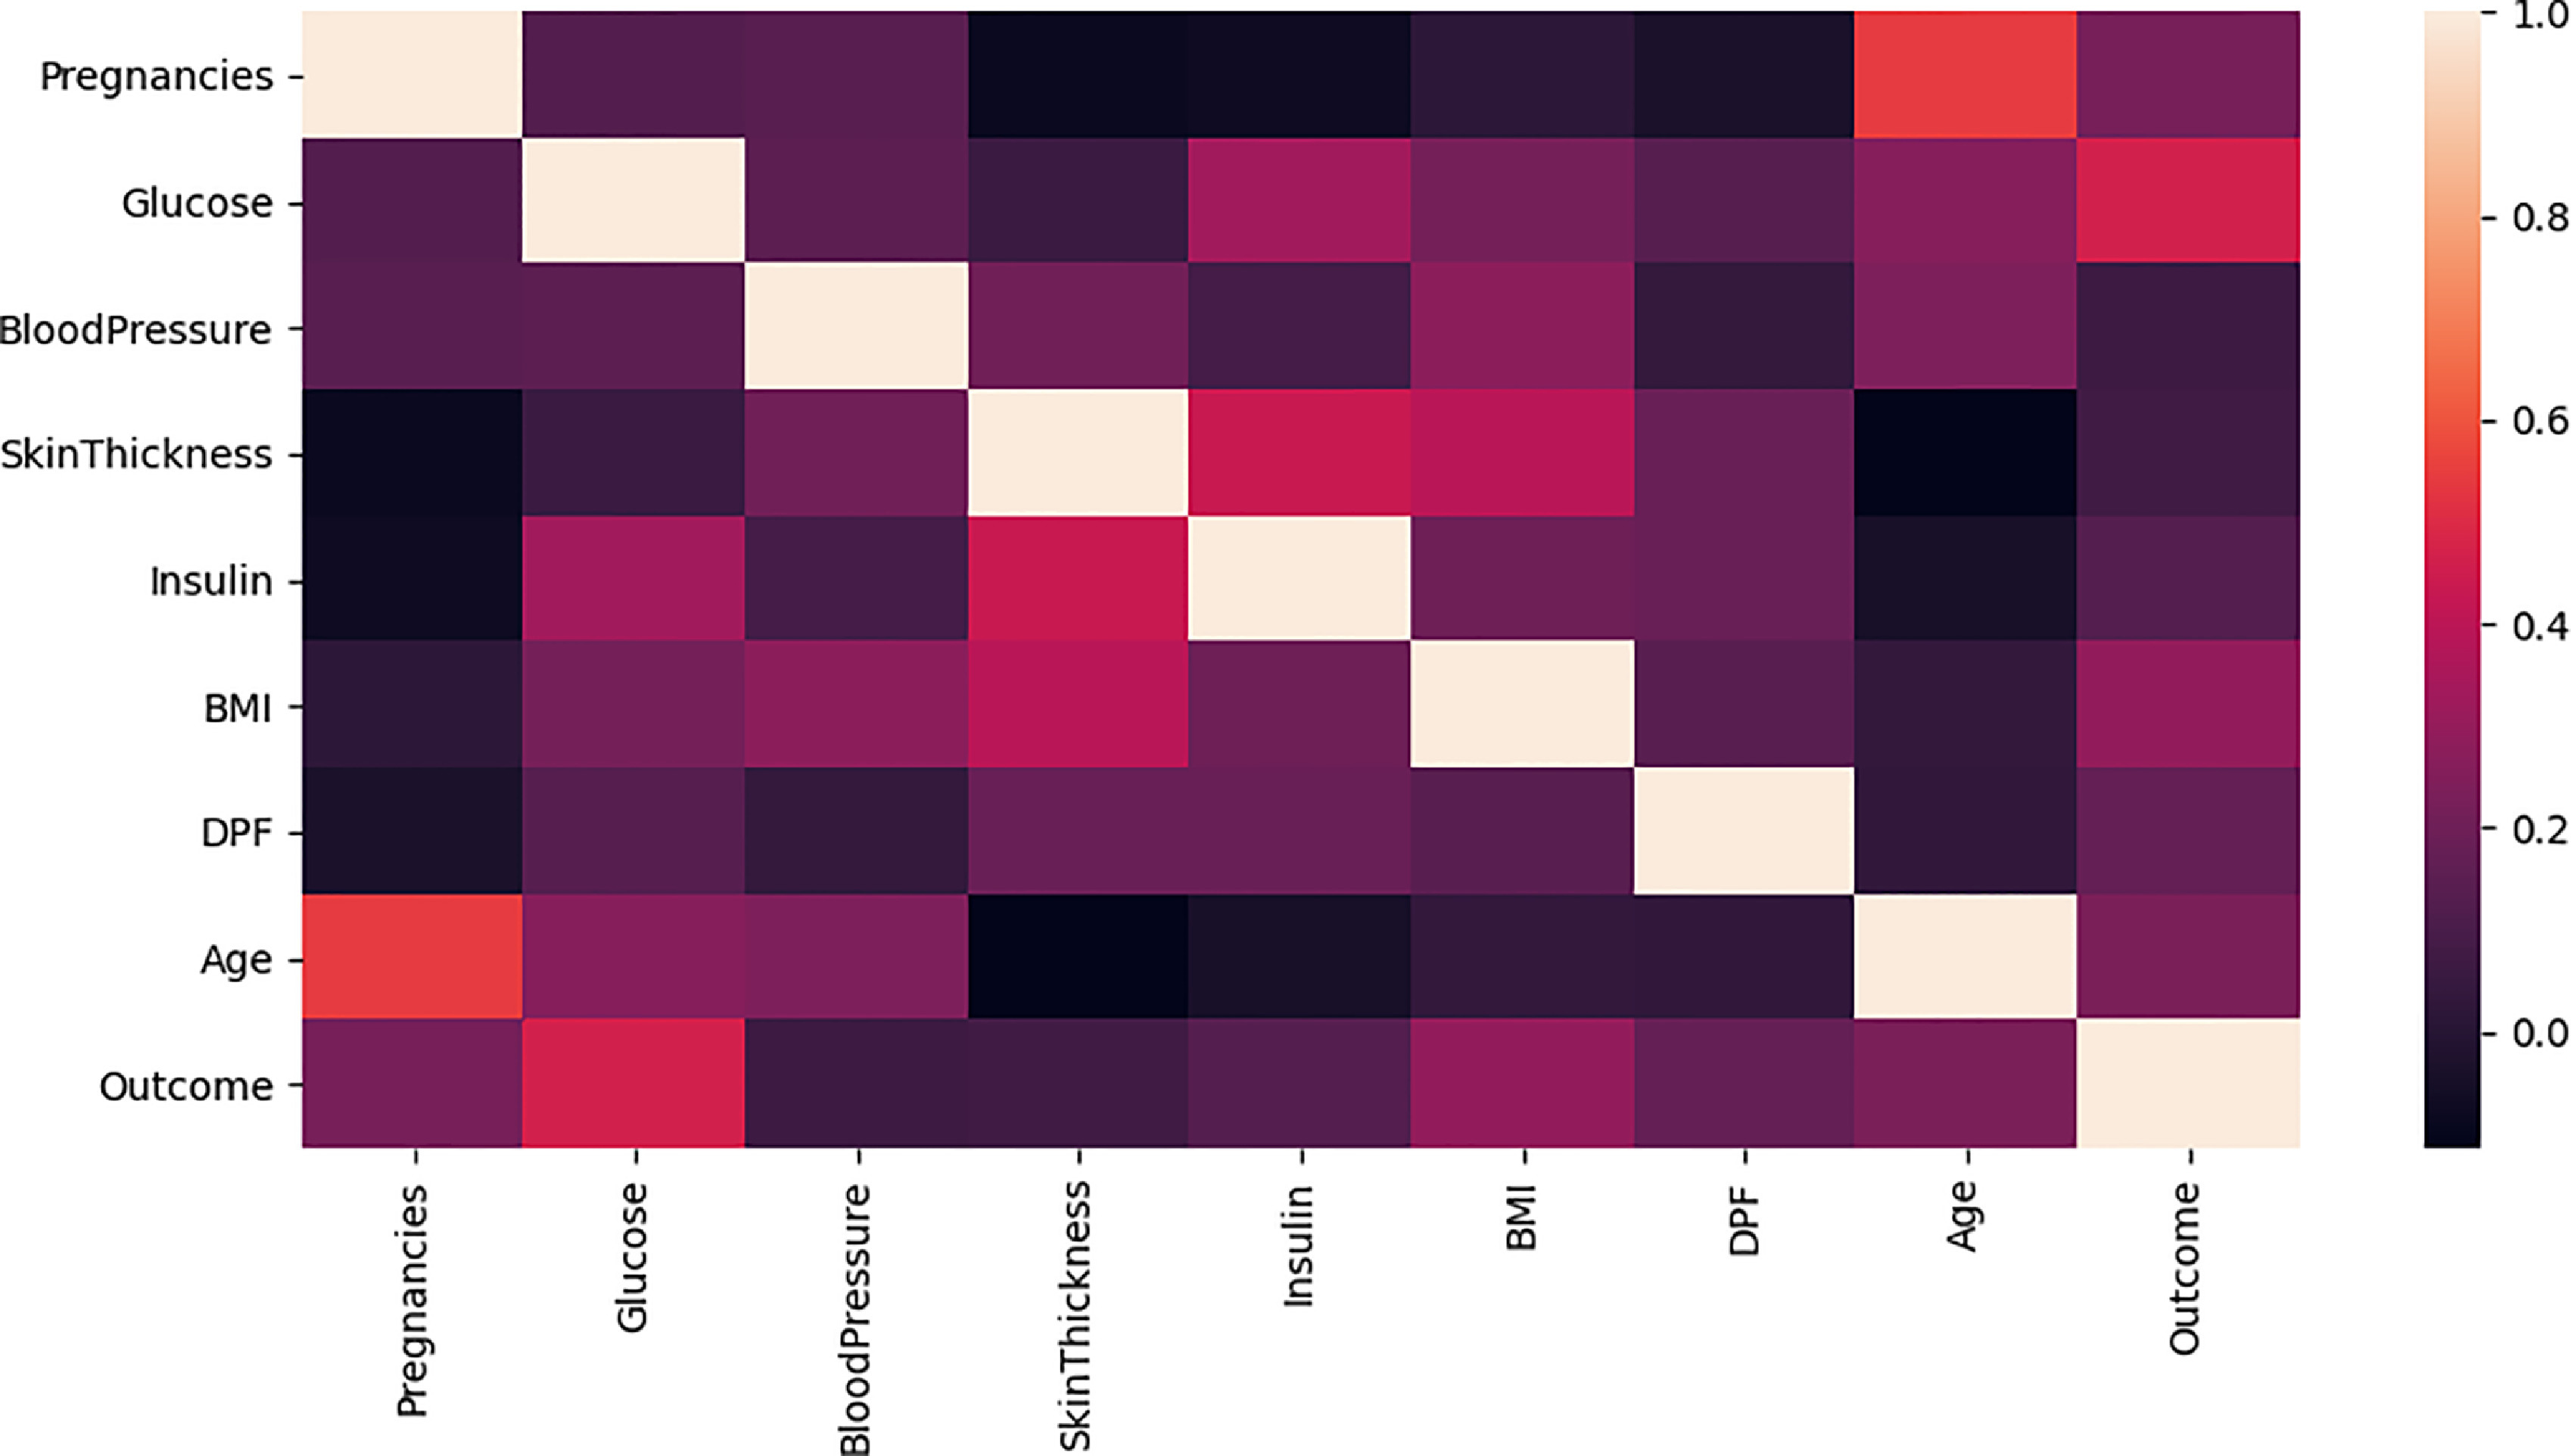 Pregnancies
Glucose
BloodPressure
SkinThickness
Insulin
BMI
DPF
Age
Outcome
Pregnancies
Glucose
BloodPressure
SkinThickness
Insulin
BMI
DPF
Age
Outcome
1.0
0.8
0.6
0.4
0.2
0.0